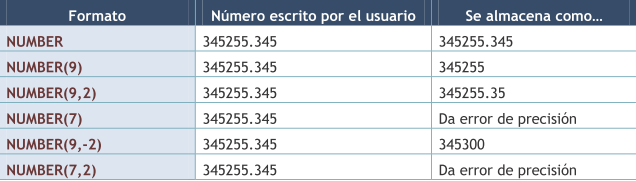 Formato Número escrito por el usuario Se almacena como…
NUMBER 345255.345 345255.345
NUMBER(9) 345255.345 345255
NUMBER(9,2) 345255.345 345255.35
NUMBER(7) 345255.345 Da error de precisión
NUMBER(9,-2) 345255.345 345300
NUMBER(7,2) 345255.345 Da error de precisión